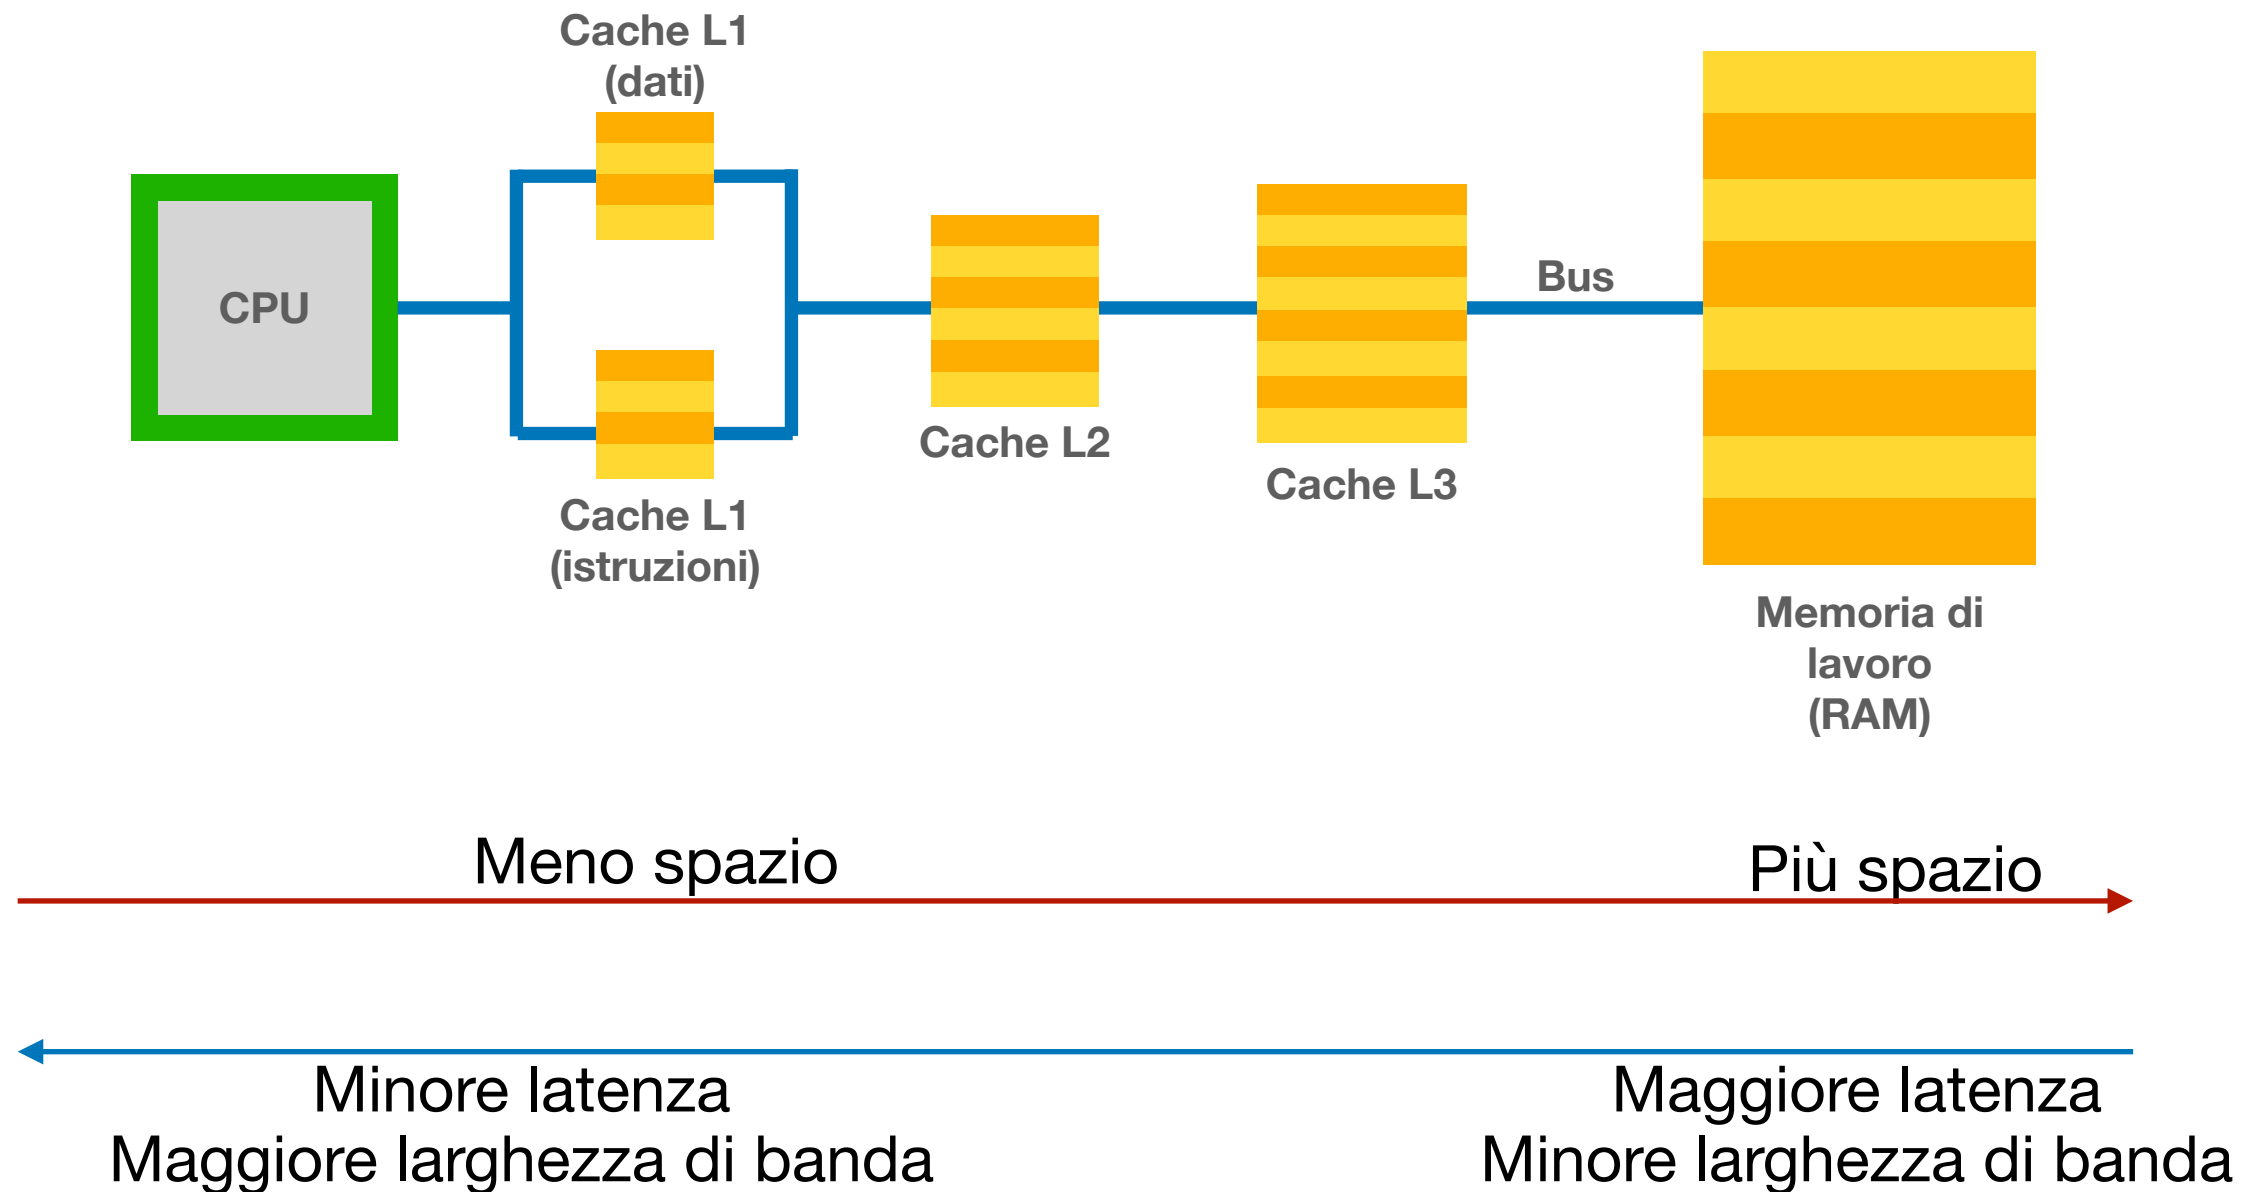 Cache L1
(dati)
CPU
Cache L1
(istruzioni)
Cache L2
Cache L3
Bus
Memoria di
lavoro
(RAM)
Meno spazio
Più spazio
Minore latenza
Maggiore larghezza di banda
Maggiore latenza
Minore larghezza di banda